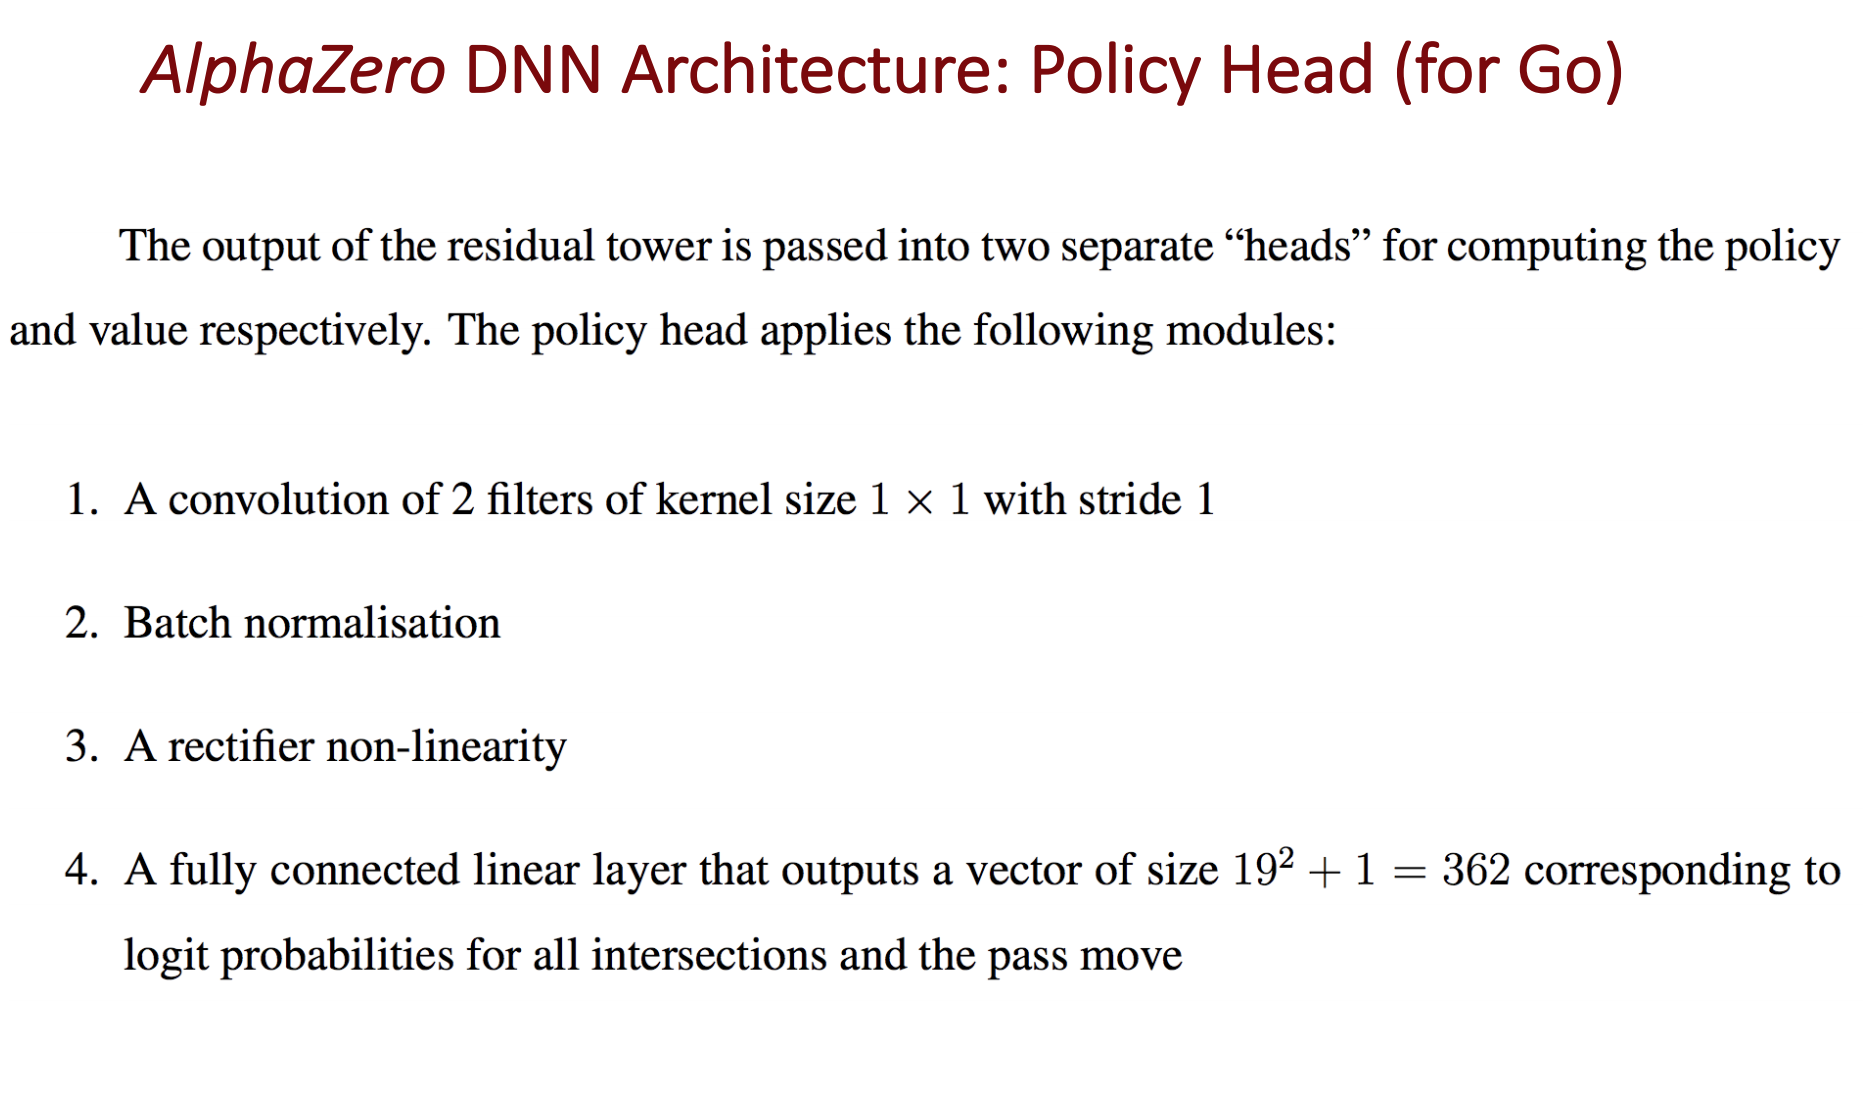 AlphaZero DNN Architecture: Policy Head (for Go)
The output of the residual tower is passed into two separate “heads” for computing the policy
and value respectively. The policy head applies the following modules:
1. A convolution of 2 filters of kernel size 1 × 1 with stride 1
2. Batch normalisation
3. A rectifier non-linearity
4. A fully connected linear layer that outputs a vector of size 19² + 1 = 362 corresponding to
logit probabilities for all intersections and the pass move